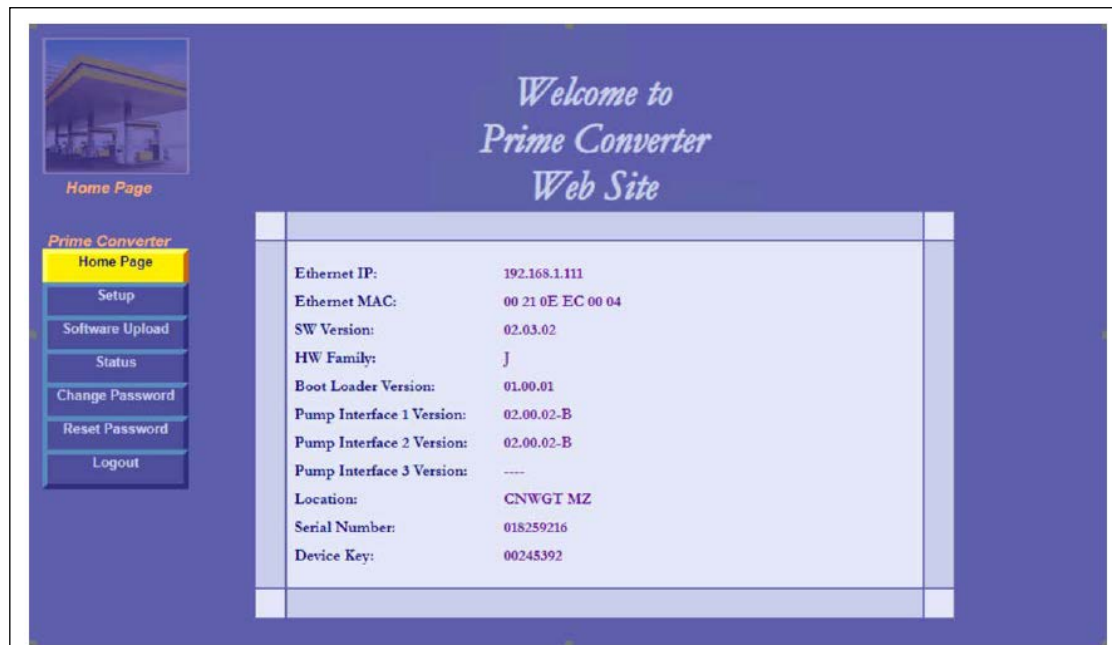 Welcome to
Prime Converter
Web Site
Home Page
Prime Converter
Home Page
Setup
Software Upload
Status
Change Password
Reset Password
Logout
Ethernet IP: 192.168.1.111
Ethernet MAC: 00 21 0E EC 00 04
SW Version: 02.03.02
HW Family: J
Boot Loader Version: 01.00.01
Pump Interface 1 Version: 02.00.02-B
Pump Interface 2 Version: 02.00.02-B
Pump Interface 3 Version: ----
Location: CNWGT MZ
Serial Number: 018259216
Device Key: 00245392